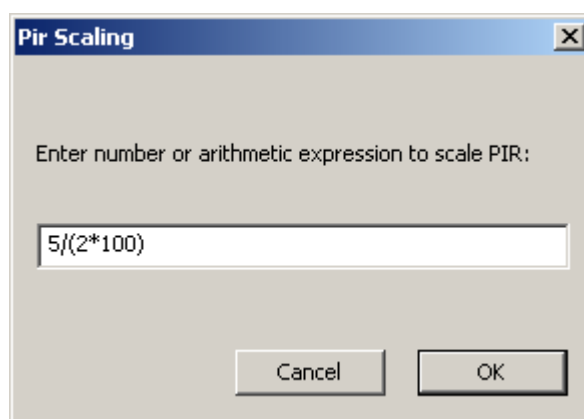 Pir Scaling
Enter number or arithmetic expression to scale PIR:
5/(2*100)
Cancel OK